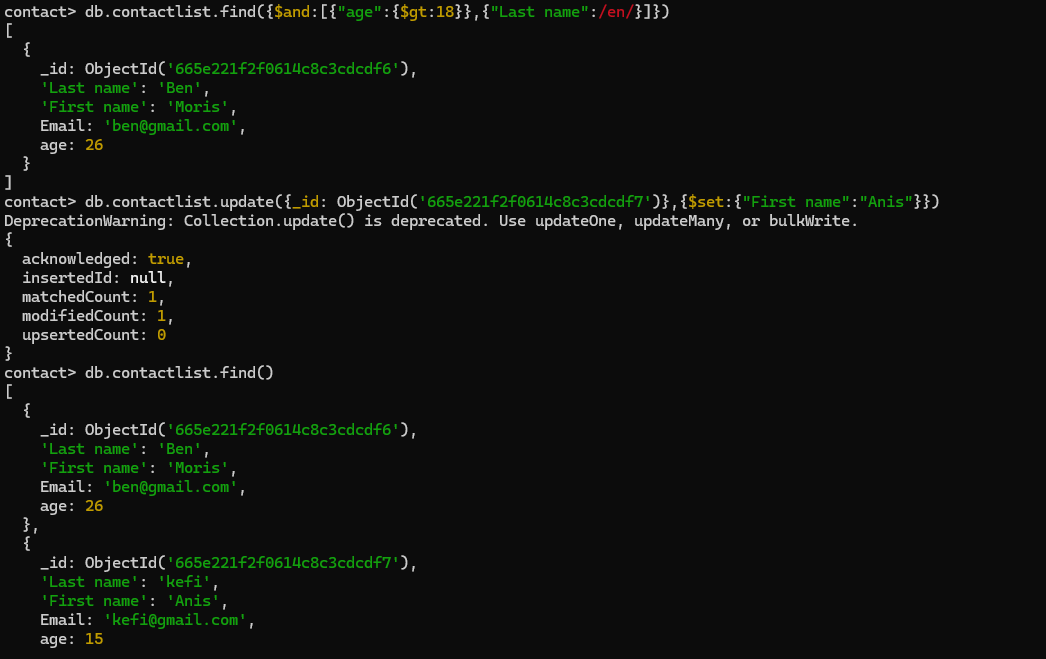 contact> db.contactlist.find({$and:[{"age":{$gt:18}},{"Last name":/en/}]})
[
  {
    _id: ObjectId('665e221f2f0614c8c3cdcdf6'),
    'Last name': 'Ben',
    'First name': 'Moris',
    Email: 'ben@gmail.com',
    age: 26
  }
]
contact> db.contactlist.update({_id: ObjectId('665e221f2f0614c8c3cdcdf7')},{$set:{"First name":"Anis"}})
DeprecationWarning: Collection.update() is deprecated. Use updateOne, updateMany, or bulkWrite.
{
  acknowledged: true,
  insertedId: null,
  matchedCount: 1,
  modifiedCount: 1,
  upsertedCount: 0
}
contact> db.contactlist.find()
[
  {
    _id: ObjectId('665e221f2f0614c8c3cdcdf6'),
    'Last name': 'Ben',
    'First name': 'Moris',
    Email: 'ben@gmail.com',
    age: 26
  },
  {
    _id: ObjectId('665e221f2f0614c8c3cdcdf7'),
    'Last name': 'kefi',
    'First name': 'Anis',
    Email: 'kefi@gmail.com',
    age: 15